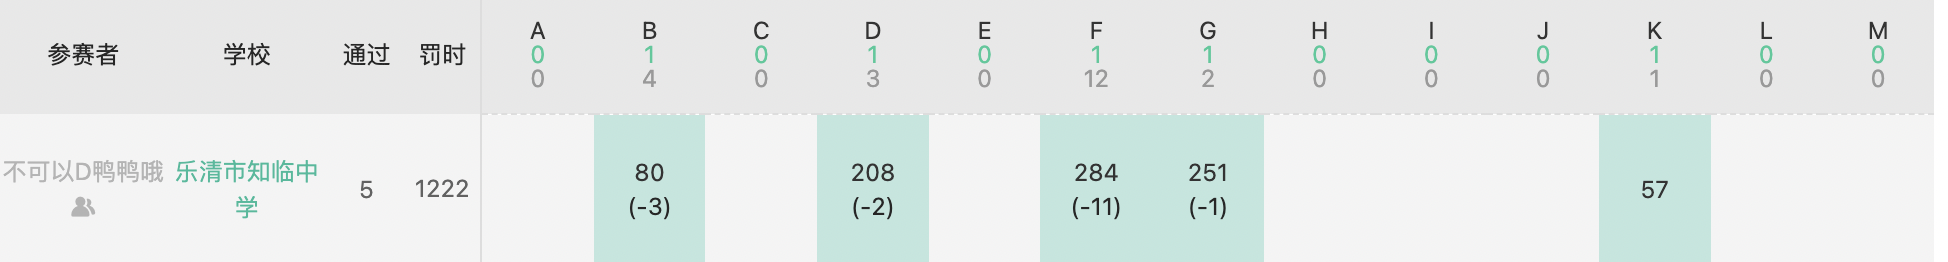 参赛者 学校 通过 罚时 A B C D E F G H I J K L M
0 1 0 1 0 1 1 0 0 0 1 0 0
0 4 0 3 0 12 2 0 0 0 1 0 0
不可以D鸭鸭哦 乐清市知临中学 5 1222 80 208 284 251 57
(-3) (-2) (-11) (-1)